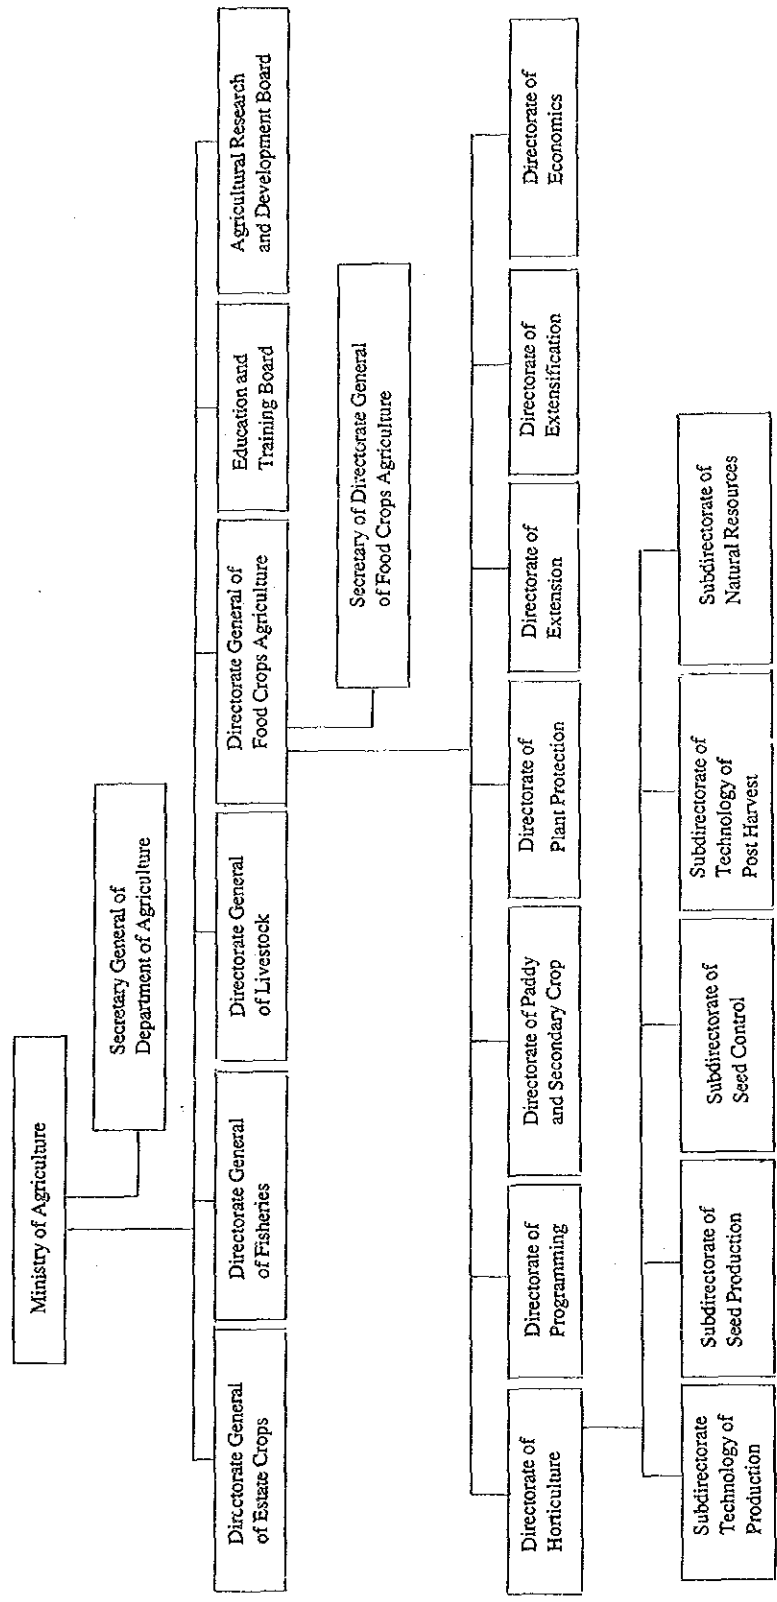 Ministry of Agriculture
Secretary General of
Department of Agriculture
Directorate General
of Estate Crops
Directorate General
of Fisheries
Directorate General
of Livestock
Directorate General of
Food Crops Agriculture
Education and
Training Board
Agricultural Research
and Development Board
Secretary of Directorate General
of Food Crops Agriculture
Directorate of
Horticulture
Directorate of
Programming
Directorate of Paddy
and Secondary Crop
Directorate of
Plant Protection
Directorate of
Extension
Directorate of
Extensification
Directorate of
Economics
Subdirectorate
Technology of
Production
Subdirectorate of
Seed Production
Subdirectorate of
Seed Control
Subdirectorate of
Technology of
Post Harvest
Subdirectorate of
Natural Resources